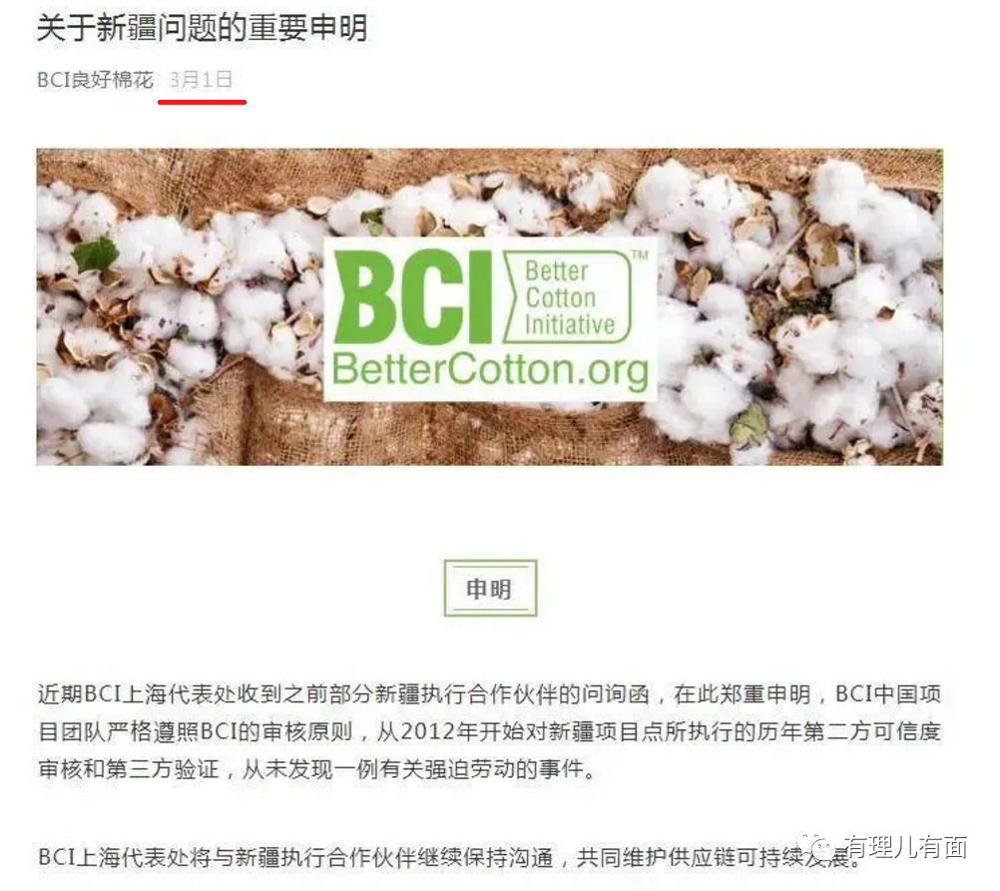 关于新疆问题的重要申明
BCI良好棉花 3月1日
BCI Better
Cotton
Initiative TM
BetterCotton.org
申明
近期BCI上海代表处收到之前部分新疆执行合作伙伴的问询函，在此郑重申明，BCI中国项
目团队严格遵照BCI的审核原则，从2012年开始对新疆项目点所执行的历年第二方可信度
审核和第三方验证，从未发现一例有关强迫劳动的事件。
BCI上海代表处将与新疆执行合作伙伴继续保持沟通，共同维护供应链可持续发展。
有理儿有面